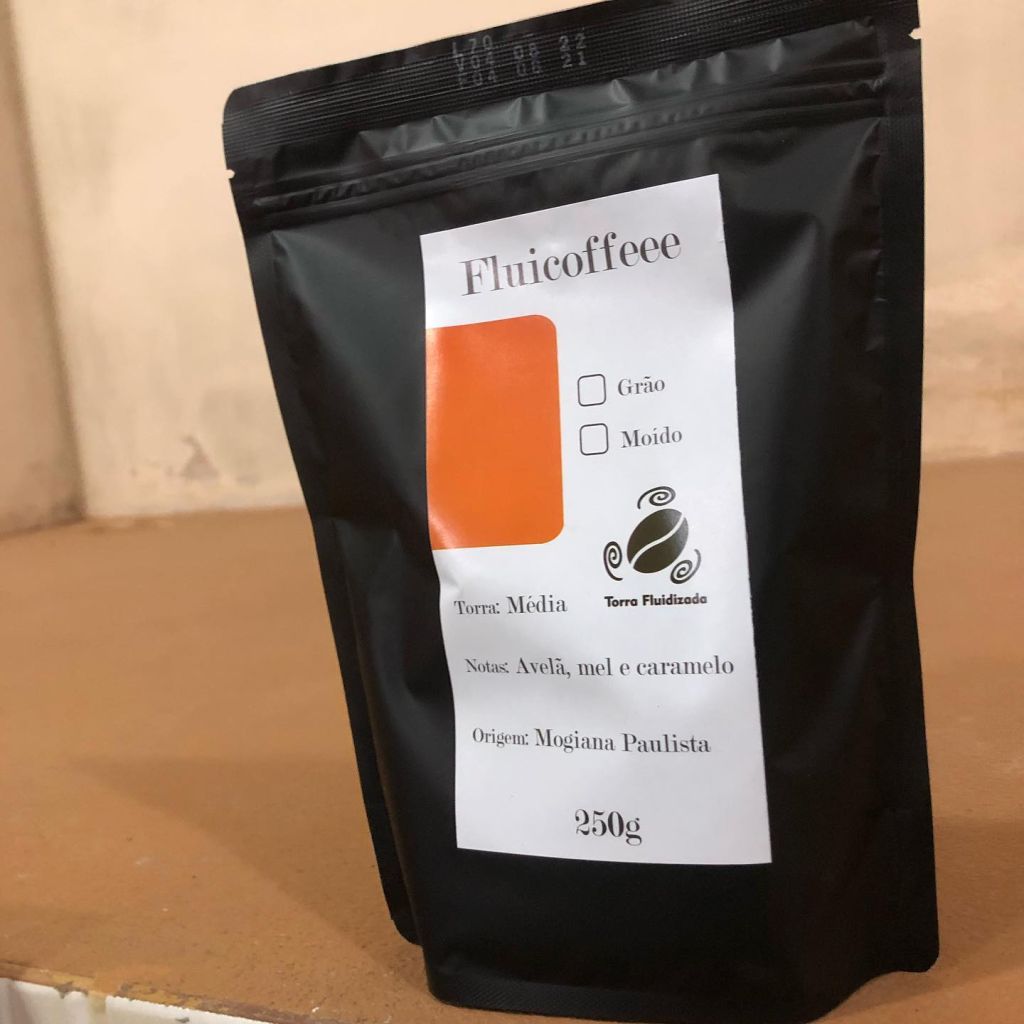 Fluicoffeee
Grão
Moído
Torra Fluidizada
Torra: Média
Notas: Avelã, mel e caramelo
Origem: Mogiana Paulista
250g